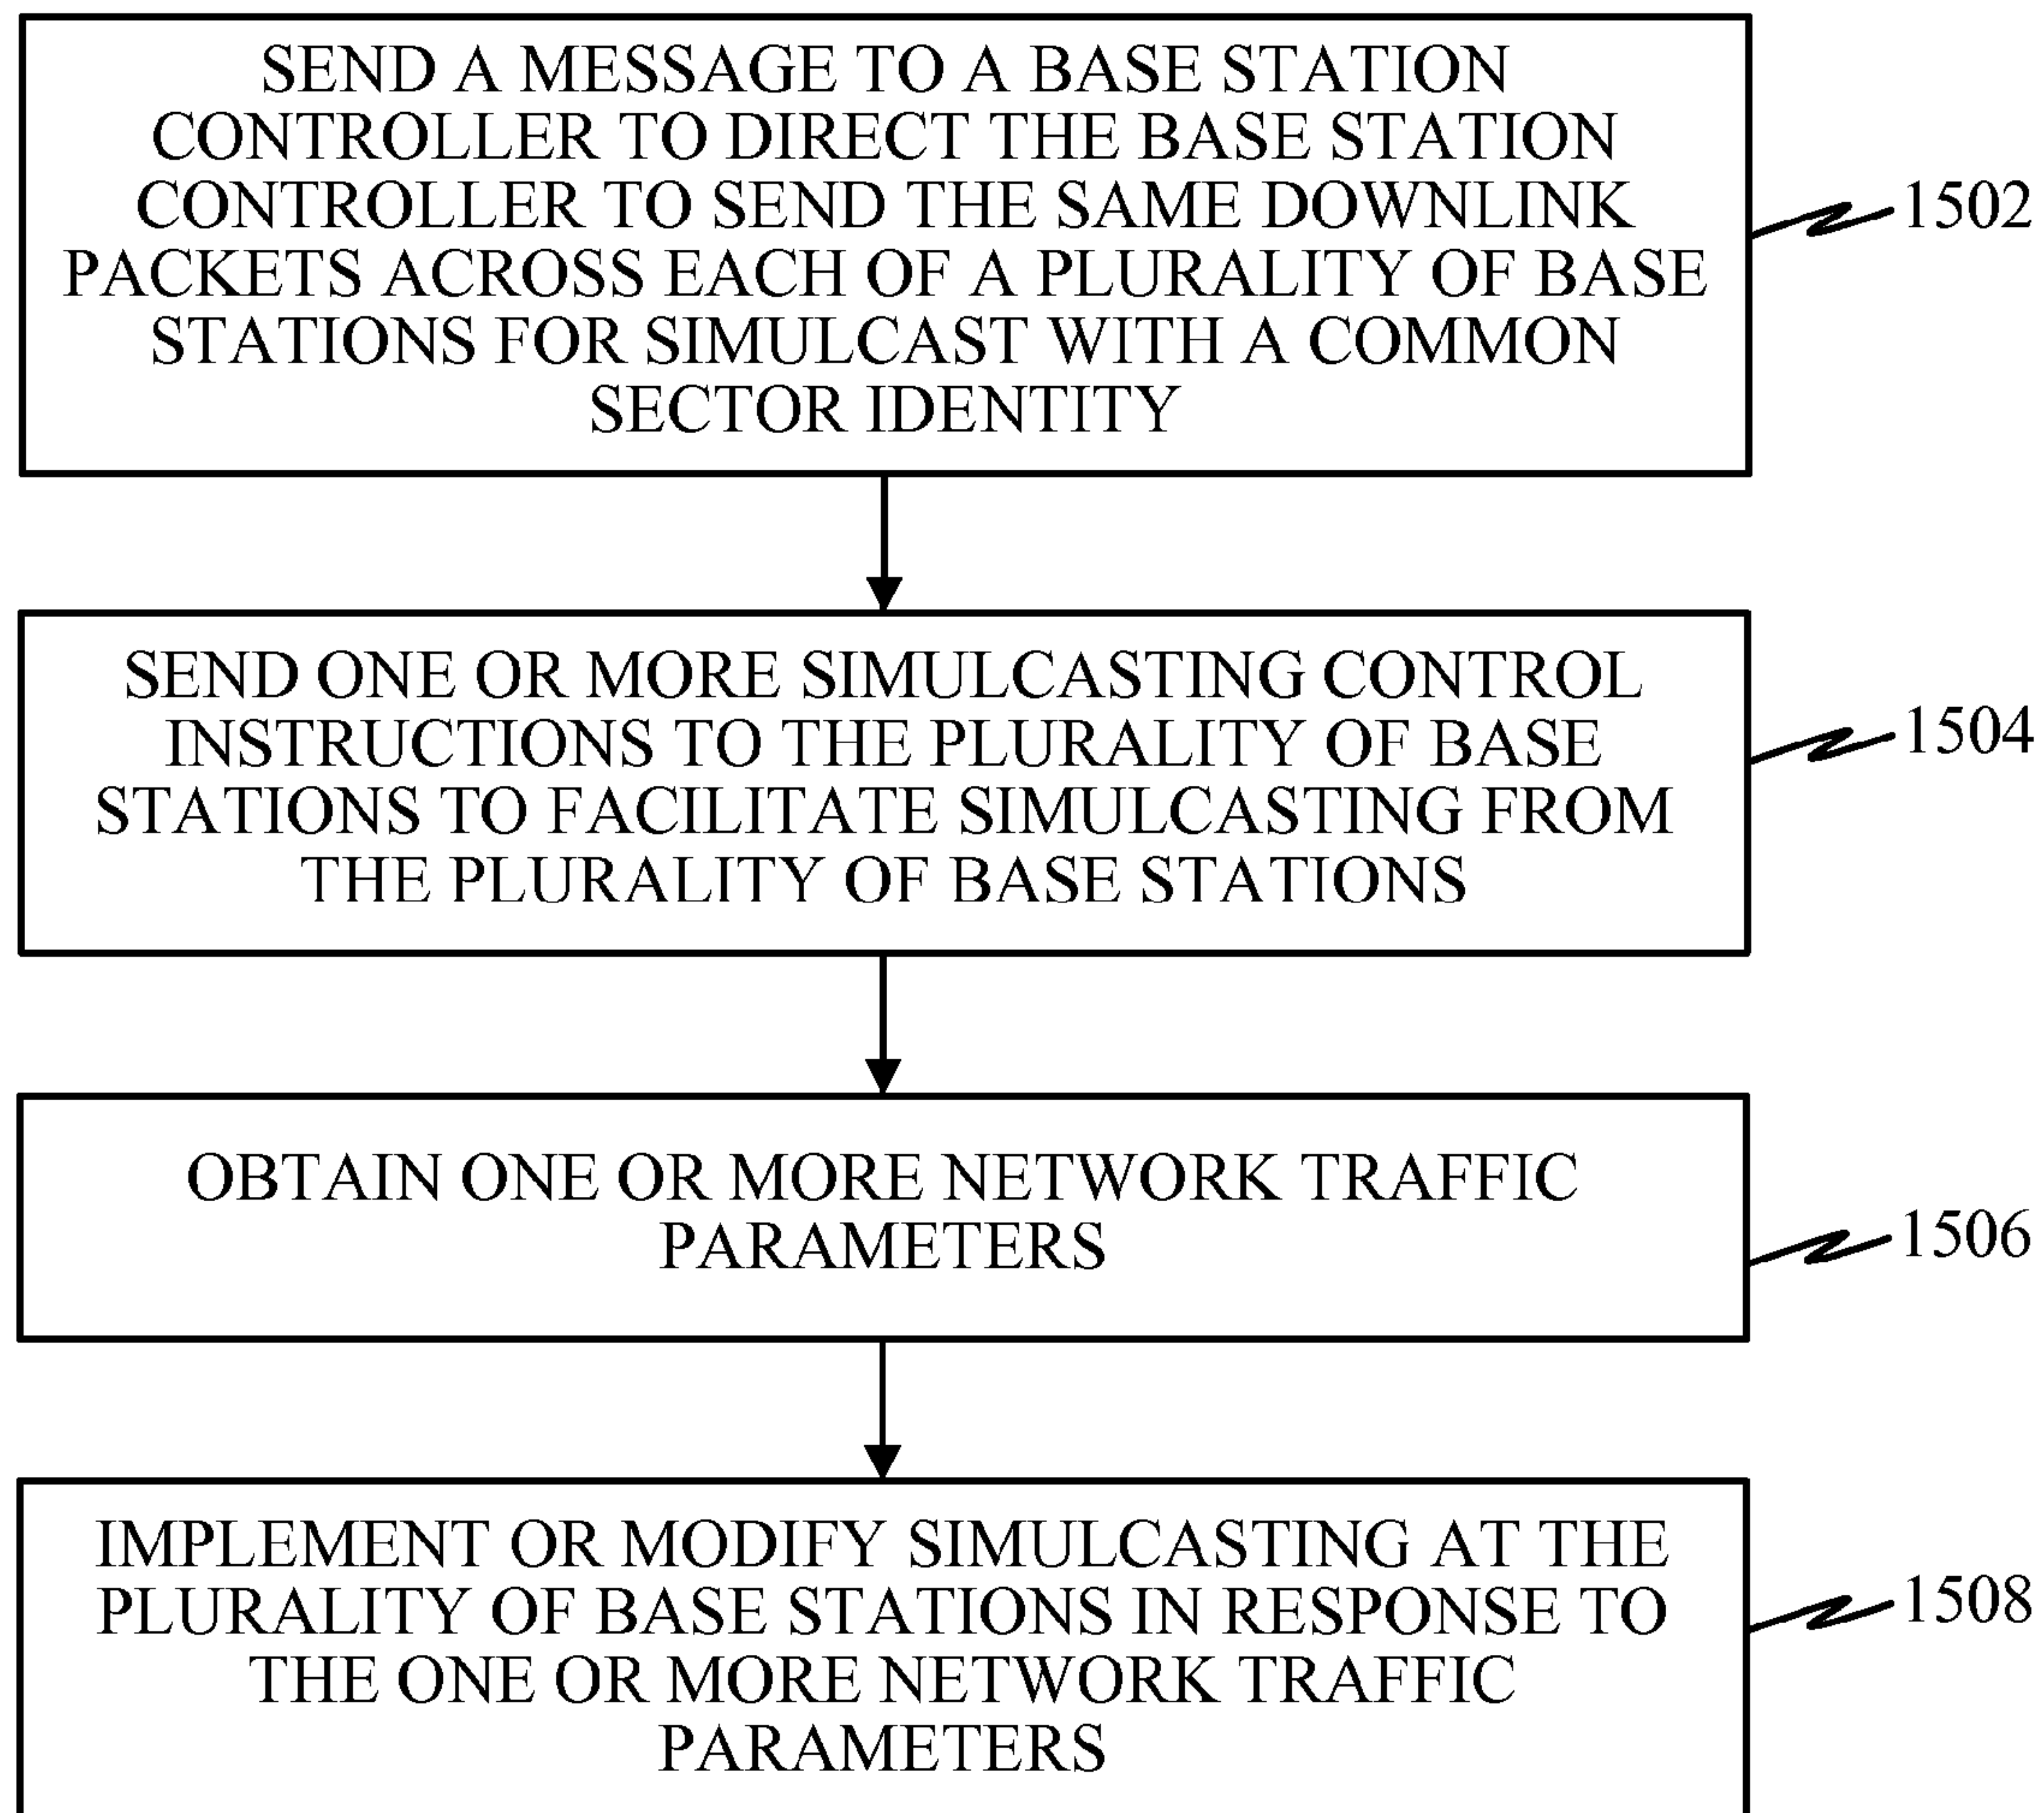 SEND A MESSAGE TO A BASE STATION
CONTROLLER TO DIRECT THE BASE STATION
CONTROLLER TO SEND THE SAME DOWNLINK
PACKETS ACROSS EACH OF A PLURALITY OF BASE
STATIONS FOR SIMULCAST WITH A COMMON
SECTOR IDENTITY
1502
SEND ONE OR MORE SIMULCASTING CONTROL
INSTRUCTIONS TO THE PLURALITY OF BASE
STATIONS TO FACILITATE SIMULCASTING FROM
THE PLURALITY OF BASE STATIONS
1504
OBTAIN ONE OR MORE NETWORK TRAFFIC
PARAMETERS
1506
IMPLEMENT OR MODIFY SIMULCASTING AT THE
PLURALITY OF BASE STATIONS IN RESPONSE TO
THE ONE OR MORE NETWORK TRAFFIC
PARAMETERS
1508